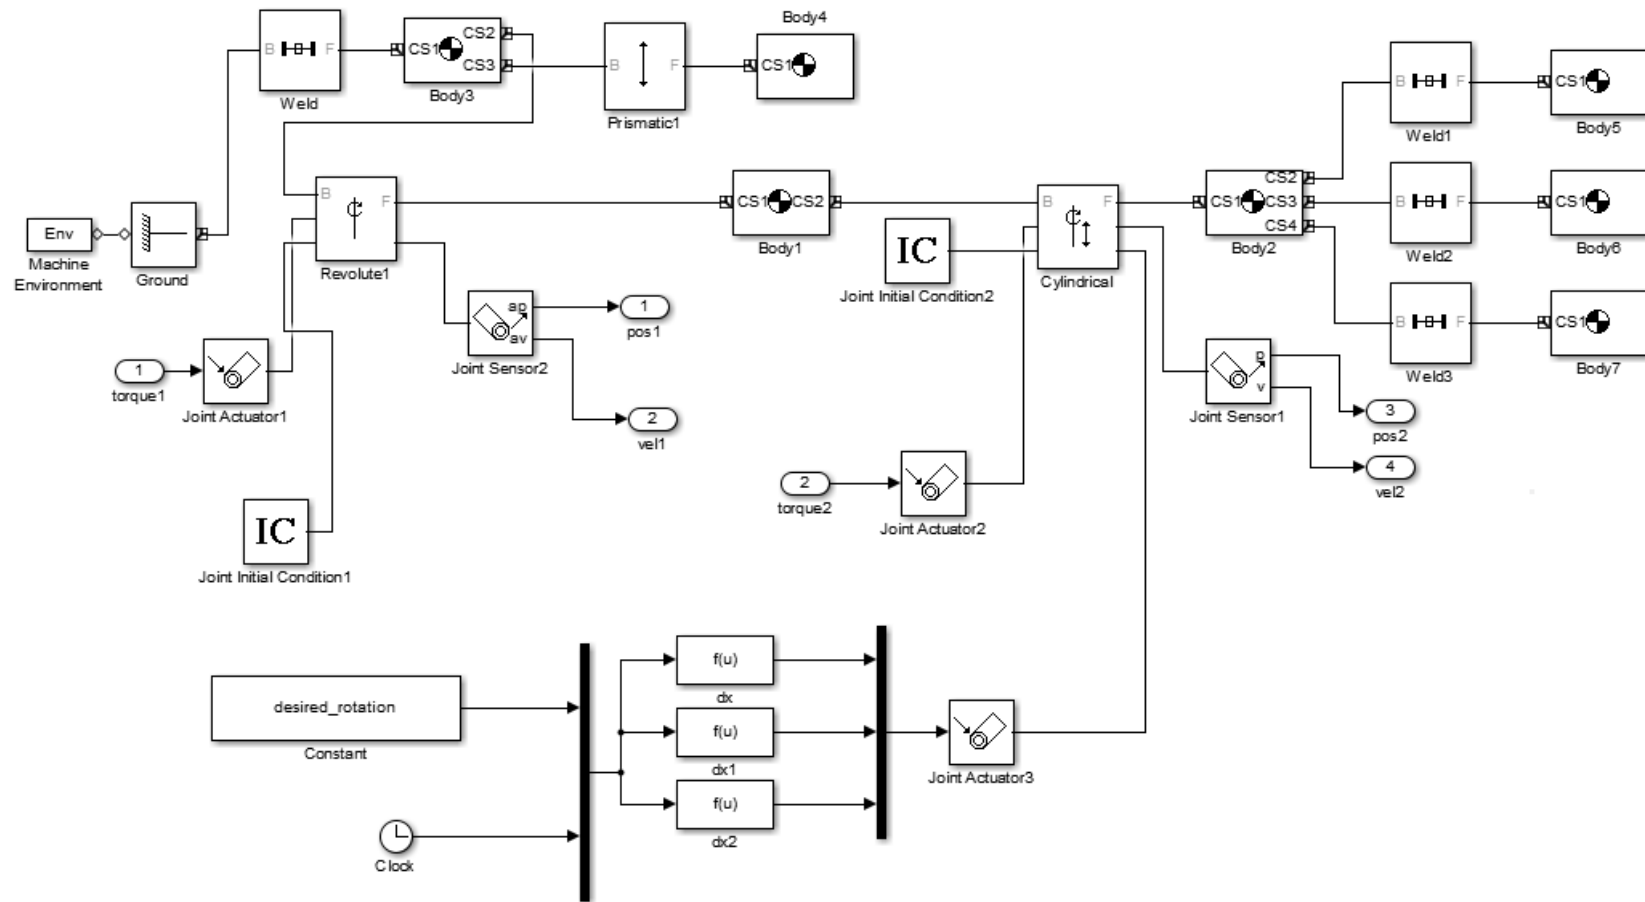 Body4
B
F
Weld
CS1
CS2
CS3
Body3
B
F
Prismatic1
CS1
B
F
Weld1
CS1
Body5
Env
Machine
Environment
Ground
B
F
Revolute1
CS1
CS2
Body1
IC
Joint Initial Condition2
B
F
Cylindrical
CS1
CS2
CS3
CS4
Body2
B
F
Weld2
CS1
Body6
B
F
Weld3
CS1
Body7
ap
av
Joint Sensor2
1
pos1
2
vel1
1
torque1
Joint Actuator1
p
v
Joint Sensor1
3
pos2
4
vel2
2
torque2
Joint Actuator2
IC
Joint Initial Condition1
desired_rotation
Constant
Clock
f(u)
dx
f(u)
dx1
f(u)
dx2
Joint Actuator3